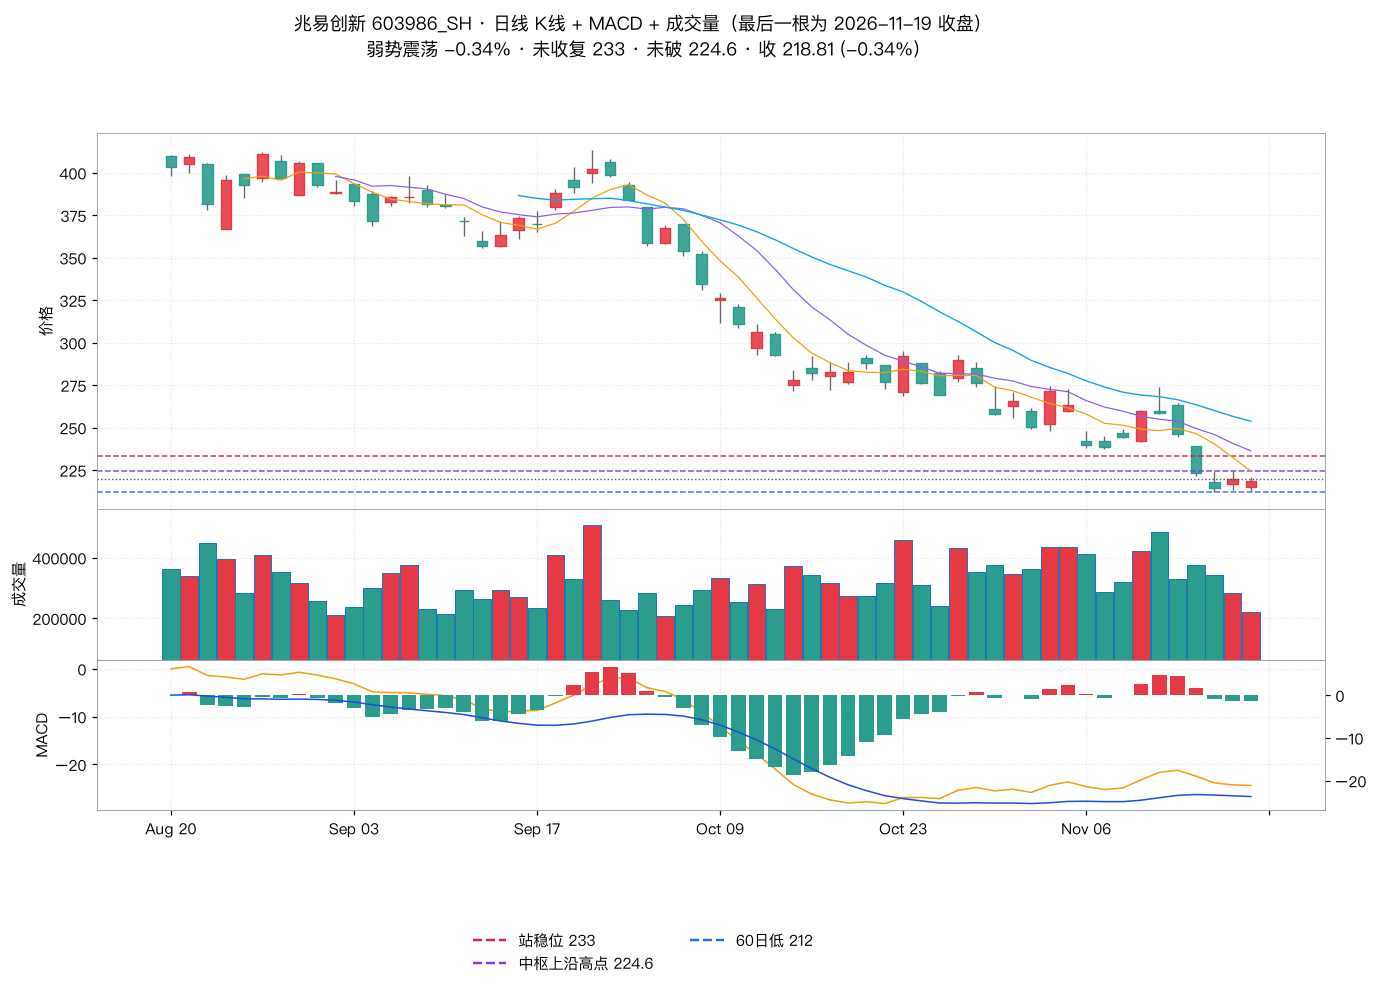 兆易创新 603986_SH · 日线 K线 + MACD + 成交量（最后一根为 2026−11−19 收盘）
弱势震荡 −0.34% · 未收复 233 · 未破 224.6 · 收 218.81 (−0.34%)
价格
400
375
350
325
300
275
250
225
成交量
400000
200000
MACD
0
−10
−20
0
−10
−20
Aug 20
Sep 03
Sep 17
Oct 09
Oct 23
Nov 06
站稳位 233
中枢上沿高点 224.6
60日低 212